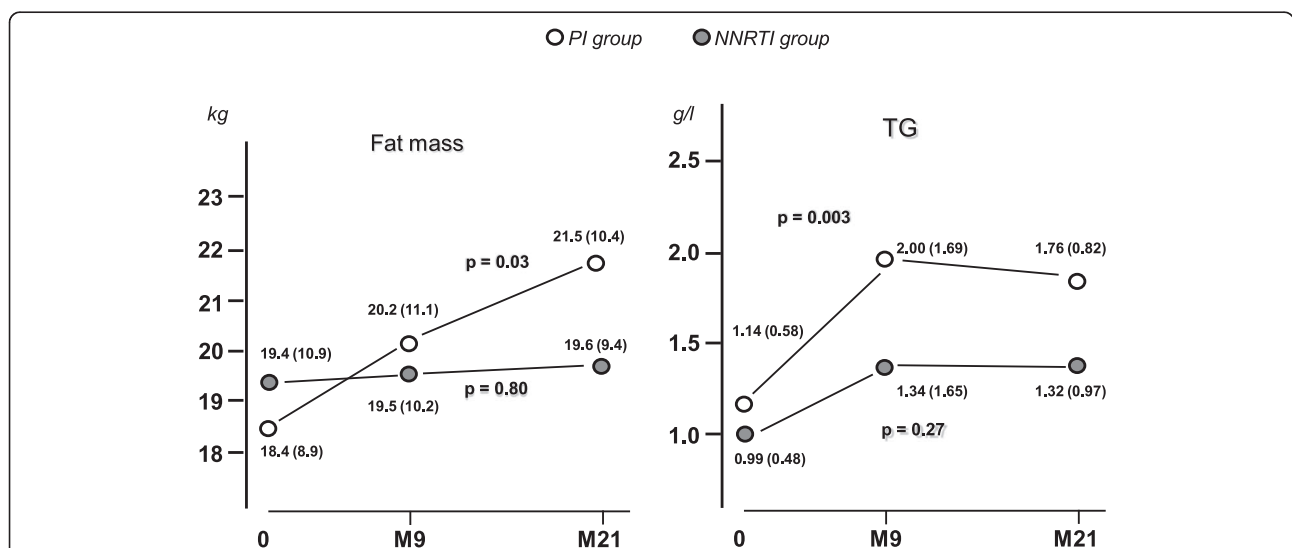 PI group NNRTI group
kg
Fat mass
23
22
21
20
19
18
21.5 (10.4)
p = 0.03
20.2 (11.1)
19.4 (10.9)
19.6 (9.4)
p = 0.80
19.5 (10.2)
18.4 (8.9)
0 M9 M21
g/l
TG
2.5
2.0
1.5
1.0
p = 0.003
2.00 (1.69)
1.76 (0.82)
1.14 (0.58)
1.34 (1.65)
1.32 (0.97)
p = 0.27
0.99 (0.48)
0 M9 M21